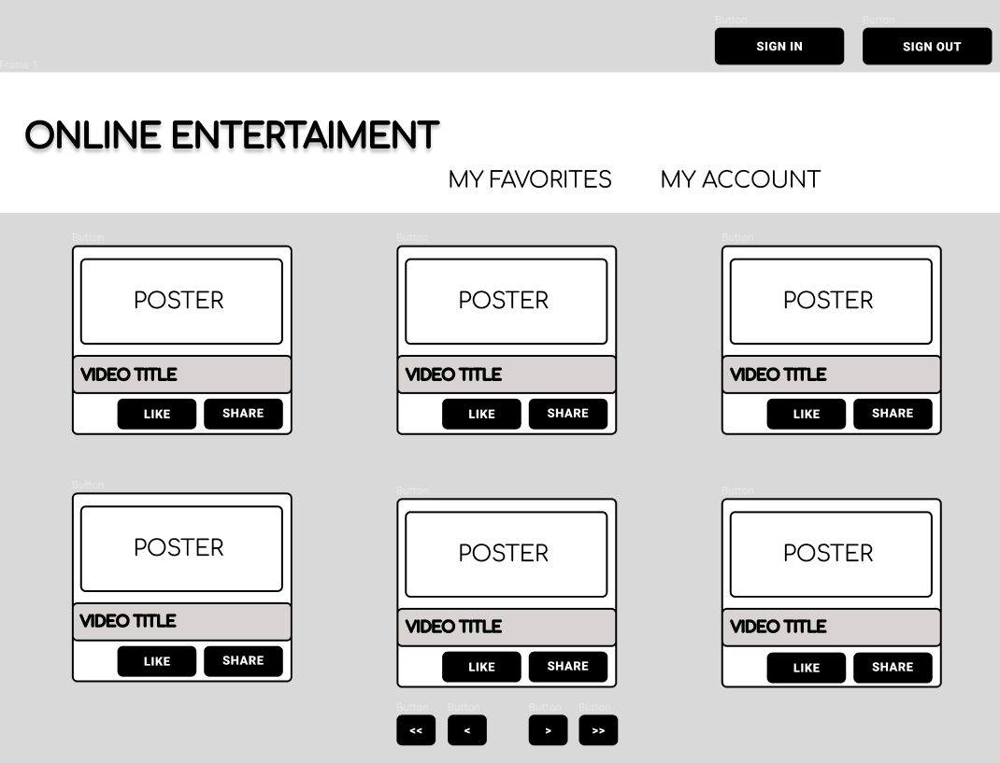 Button Button
SIGN IN SIGN OUT
Frame 1
ONLINE ENTERTAIMENT
MY FAVORITES MY ACCOUNT
Button Button Button
POSTER POSTER POSTER
VIDEO TITLE VIDEO TITLE VIDEO TITLE
LIKE SHARE LIKE SHARE LIKE SHARE
Button Button Button
POSTER POSTER POSTER
VIDEO TITLE VIDEO TITLE VIDEO TITLE
LIKE SHARE LIKE SHARE LIKE SHARE
Button Button Button Button
<< < > >>